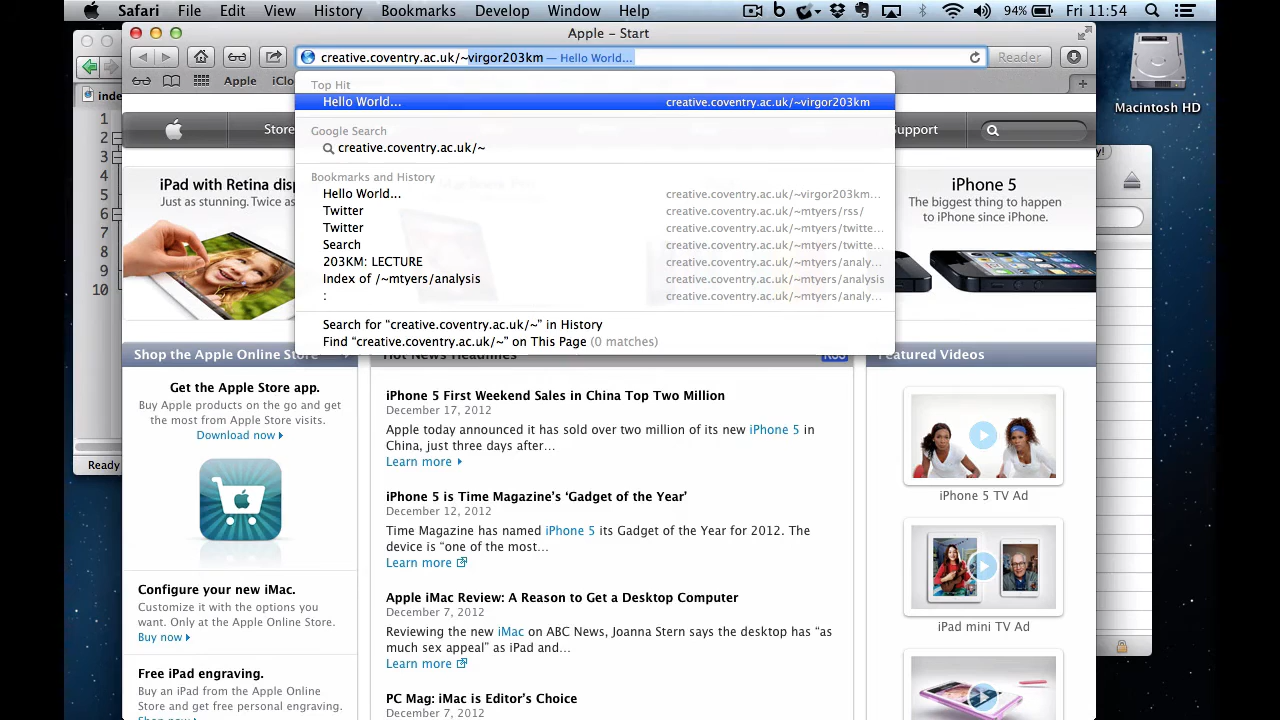 Safari File Edit View History Bookmarks Develop Window Help 94% Fri 11:54
Apple – Start
creative.coventry.ac.uk/~virgor203km — Hello World... Reader
Apple iClo
Top Hit
Hello World... creative.coventry.ac.uk/~virgor203km
Google Search
creative.coventry.ac.uk/~
Bookmarks and History
Hello World... creative.coventry.ac.uk/~virgor203km...
Twitter creative.coventry.ac.uk/~mtyers/rss/
Twitter creative.coventry.ac.uk/~mtyers/twitte...
Search creative.coventry.ac.uk/~mtyers/twitte...
203KM: LECTURE creative.coventry.ac.uk/~mtyers/analy...
Index of /~mtyers/analysis creative.coventry.ac.uk/~mtyers/analysis
: creative.coventry.ac.uk/~mtyers/analy...
Search for “creative.coventry.ac.uk/~” in History
Find “creative.coventry.ac.uk/~” on This Page (0 matches)
Macintosh HD
inde
1
2
3
4
5
6
7
8
9
10
Ready
y!
Store
Support
iPad with Retina disp
Just as stunning. Twice as
iPhone 5
The biggest thing to happen
to iPhone since iPhone.
Shop the Apple Online Store
Get the Apple Store app.
Buy Apple products on the go and get
the most from Apple Store visits.
Download now
Configure your new iMac.
Customize it with the options you
want. Only at the Apple Online Store.
Buy now
Free iPad engraving.
Buy an iPad from the Apple Online
Store and get free personal engraving.
Shop now
Hot News Headlines RSS
iPhone 5 First Weekend Sales in China Top Two Million
December 17, 2012
Apple today announced it has sold over two million of its new iPhone 5 in
China, just three days after...
Learn more
iPhone 5 is Time Magazine’s ‘Gadget of the Year’
December 12, 2012
Time Magazine has named iPhone 5 its Gadget of the Year for 2012. The
device is “one of the most...
Learn more
Apple iMac Review: A Reason to Get a Desktop Computer
December 7, 2012
Reviewing the new iMac on ABC News, Joanna Stern says the desktop has “as
much sex appeal” as iPad and...
Learn more
PC Mag: iMac is Editor’s Choice
December 7, 2012
Featured Videos
iPhone 5 TV Ad
iPad mini TV Ad